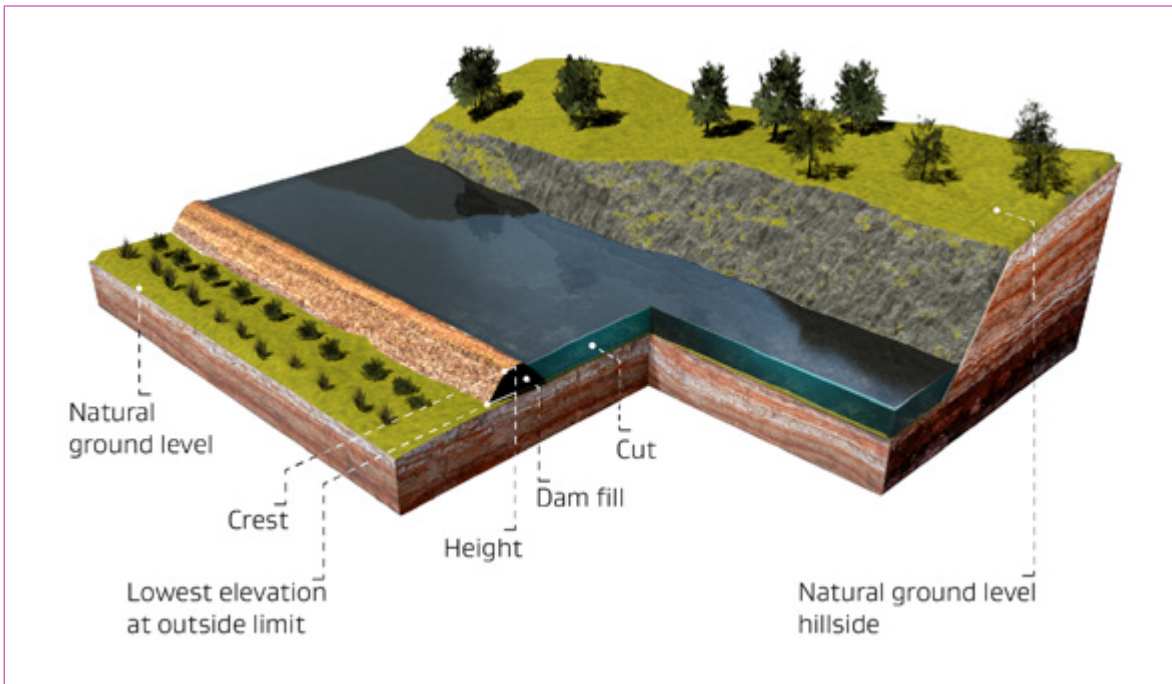 Natural
ground level
Crest
Lowest elevation
at outside limit
Height
Dam fill
Cut
Natural ground level
hillside